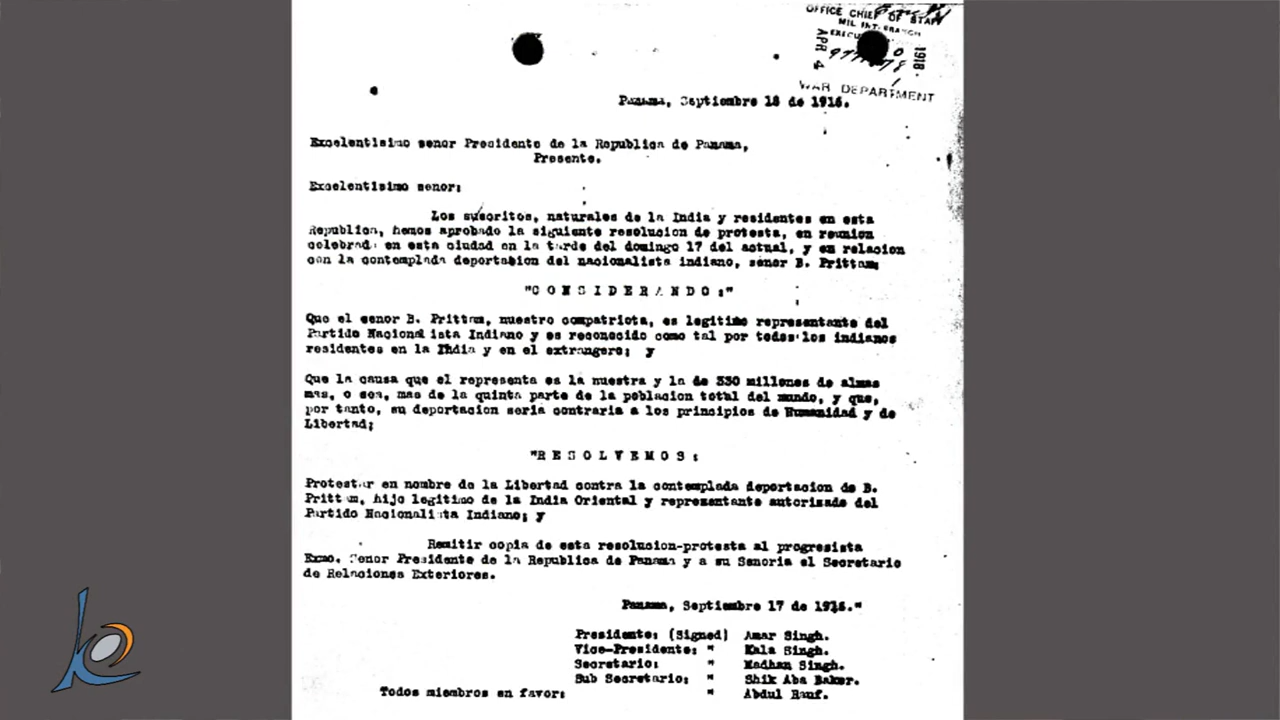 OFFICE CHIEF OF STAFF
MIL INT. BRANCH
EXECU
APR 4 1918
WAR DEPARTMENT
Panama, Septiembre 18 de 1916.
Excelentisimo senor Presidente de la Republica de Panama,
Presente.
Excelentisimo senor:
Los suscritos, naturales de la India y residentes en esta
Republica, hemos aprobado la siguiente resolucion de protesta, en reunion
celebrada en esta ciudad en la tarde del domingo 17 del actual, y en relacion
con la contemplada deportacion del nacionalista indiano, senor B. Prittam;
"C O N S I D E R A N D O :"
Que el senor B. Prittam, nuestro compatriota, es legitimo representante del
Partido Nacionalista Indiano y es reconocido como tal por todos los indianos
residentes en la India y en el extrangero; y
Que la causa que el representa es la nuestra y la de 330 millones de almas
mas, o sea, mas de la quinta parte de la poblacion total del mundo, y que,
por tanto, su deportacion seria contraria a los principios de Humanidad y de
Libertad;
"R E S O L V E M O S :
Protestar en nombre de la Libertad contra la contemplada deportacion de B.
Prittam, hijo legitimo de la India Oriental y representante autorizado del
Partido Nacionalista Indiano; y
Remitir copia de esta resolucion-protesta al progresista
Exmo. Senor Presidente de la Republica de Panama y a su Senoria el Secretario
de Relaciones Exteriores.
Panama, Septiembre 17 de 1916."
Presidente: (Signed) Amar Singh.
Vice-Presidente: " Kala Singh.
Secretario: " Madhan Singh.
Sub Secretario: " Shik Aba Baker.
Todos miembros en favor: " Abdul Rauf.